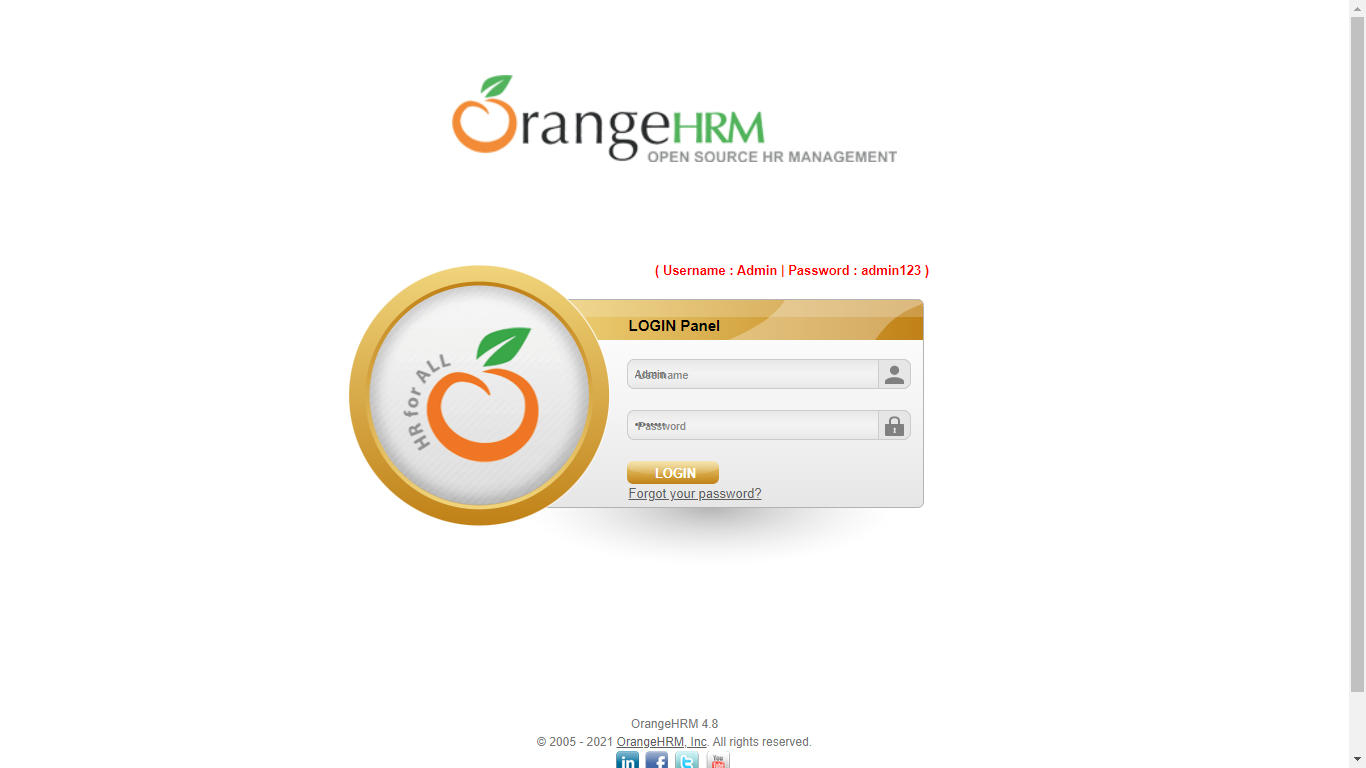 OrangeHRM
OPEN SOURCE HR MANAGEMENT
( Username : Admin | Password : admin123 )
HR for ALL
LOGIN Panel
Admin
Username
Password
LOGIN
Forgot your password?
OrangeHRM 4.8
© 2005 - 2021 OrangeHRM, Inc. All rights reserved.
in f t You